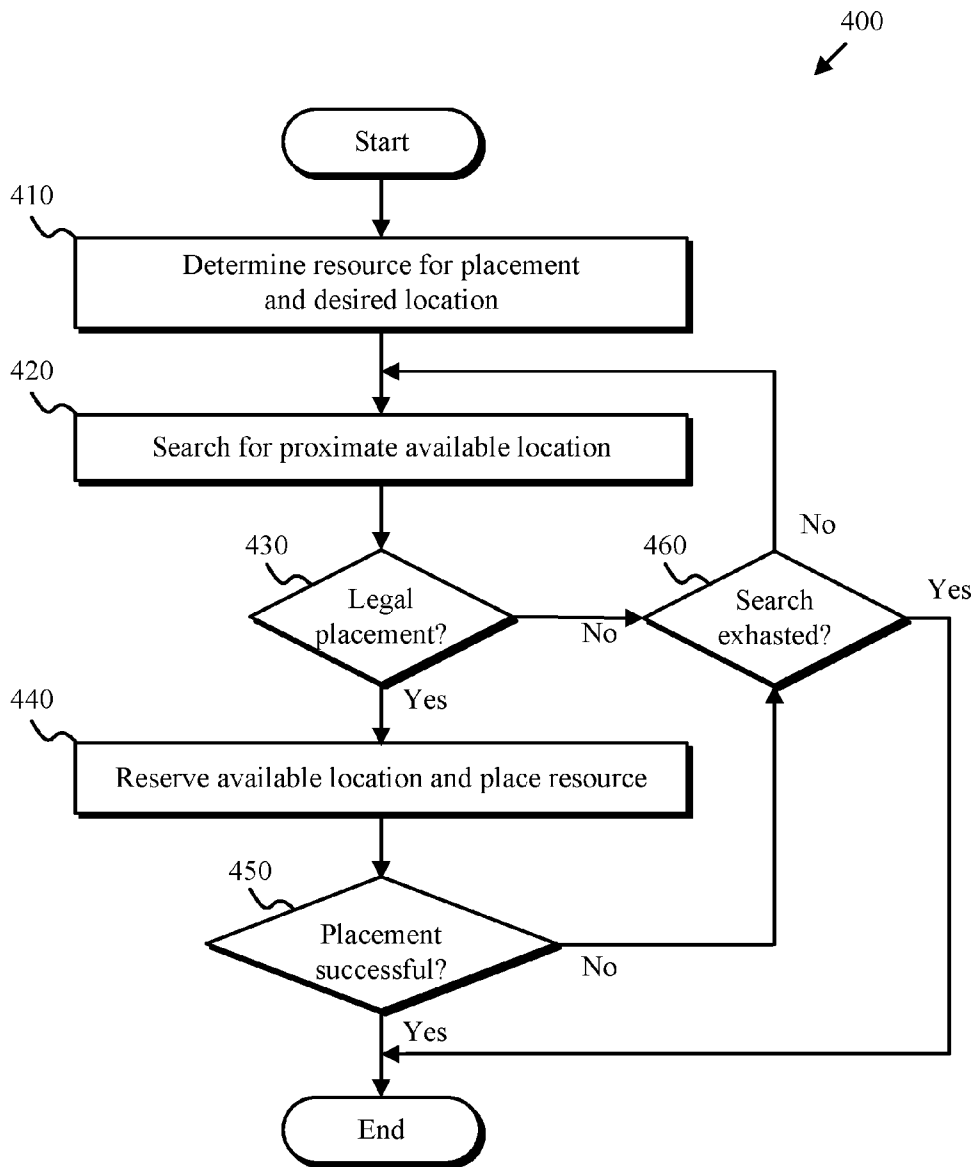 400
Start
410
Determine resource for placement
and desired location
420
Search for proximate available location
No
430
460
Legal
placement?
No
Search
exhasted?
Yes
Yes
440
Reserve available location and place resource
450
Placement
successful?
No
Yes
End